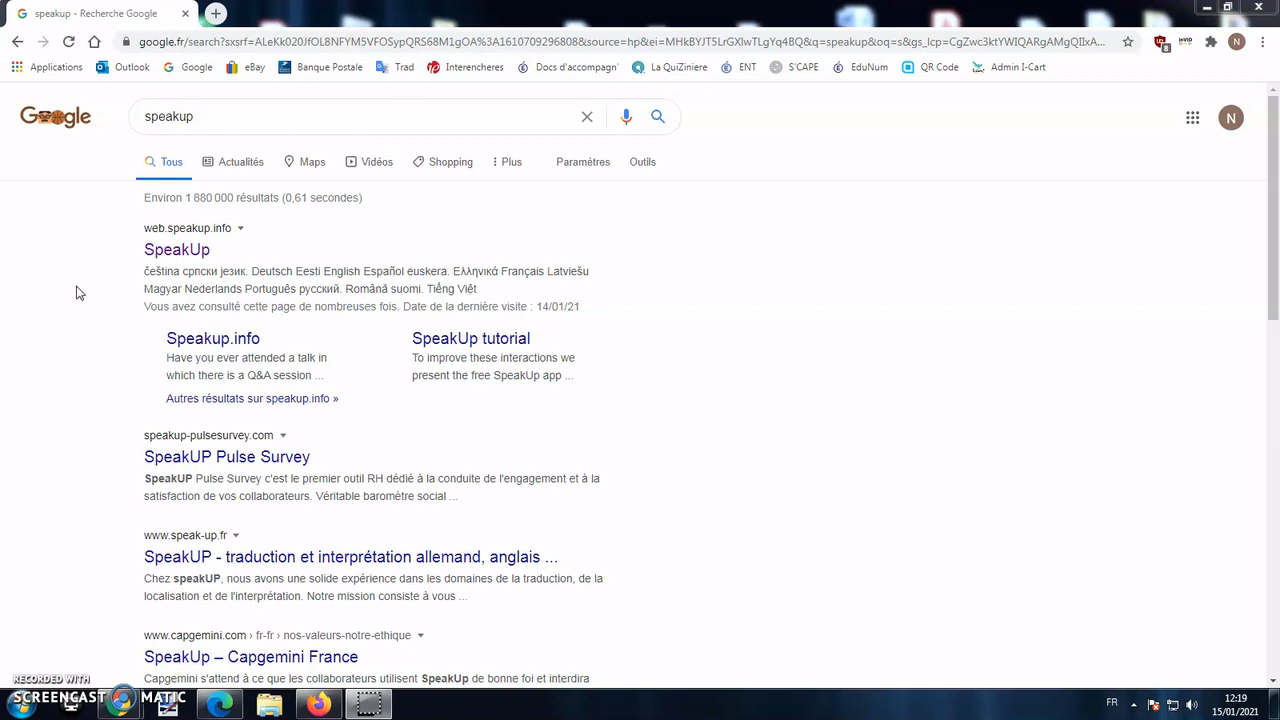 speakup - Recherche Google
google.fr/search?sxsrf=ALeKk020JfOL8NFYM5VFOSypQRS68M1gOA%3A1610709296808&source=hp&ei=MHkBYJT5LrGXlwTLgYq4BQ&q=speakup&oq=s&gs_lcp=CgZwc3ktYWIQARgAMgQIIxA...
Applications Outlook Google eBay Banque Postale Trad Interencheres Docs d'accompagn' La QuiZiniere ENT S'CAPE EduNum QR Code Admin I-Cart
8
N
Google speakup
N
Tous Actualités Maps Vidéos Shopping Plus Paramètres Outils
Environ 1 880 000 résultats (0,61 secondes)
web.speakup.info
SpeakUp
čeština српски језик. Deutsch Eesti English Español euskera. Ελληνικά Français Latviešu
Magyar Nederlands Português русский. Română suomi. Tiếng Việt
Vous avez consulté cette page de nombreuses fois. Date de la dernière visite : 14/01/21
Speakup.info SpeakUp tutorial
Have you ever attended a talk in To improve these interactions we
which there is a Q&A session ... present the free SpeakUp app ...
Autres résultats sur speakup.info »
speakup-pulsesurvey.com
SpeakUP Pulse Survey
SpeakUP Pulse Survey c'est le premier outil RH dédié à la conduite de l'engagement et à la
satisfaction de vos collaborateurs. Véritable baromètre social ...
www.speak-up.fr
SpeakUP - traduction et interprétation allemand, anglais ...
Chez speakUP, nous avons une solide expérience dans les domaines de la traduction, de la
localisation et de l'interprétation. Notre mission consiste à vous ...
www.capgemini.com › fr-fr › nos-valeurs-notre-ethique
SpeakUp – Capgemini France
Capgemini s'attend à ce que les collaborateurs utilisent SpeakUp de bonne foi et interdira
RECORDED WITH
SCREENCAST MATIC
FR 12:19
15/01/2021